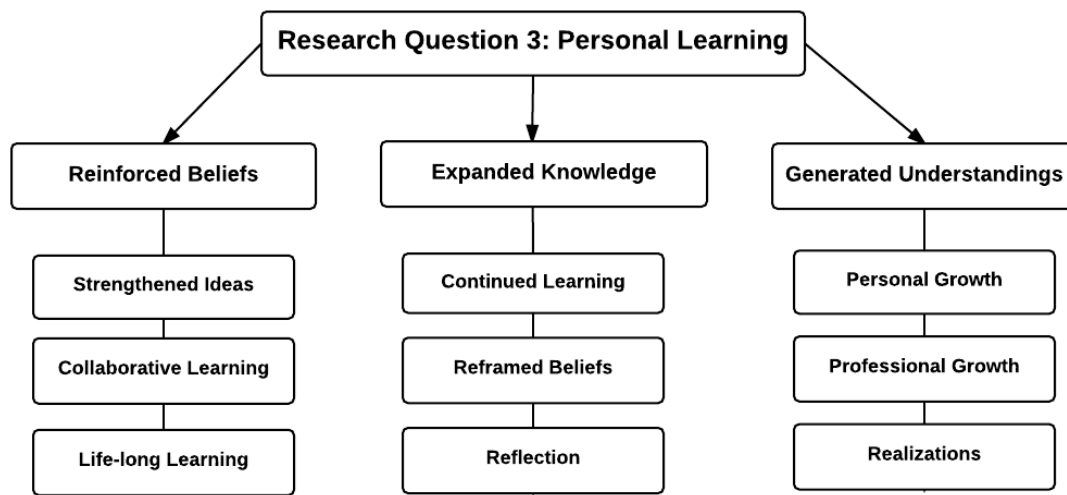 Research Question 3: Personal Learning
Reinforced Beliefs
Expanded Knowledge
Generated Understandings
Strengthened Ideas
Continued Learning
Personal Growth
Collaborative Learning
Reframed Beliefs
Professional Growth
Life-long Learning
Reflection
Realizations